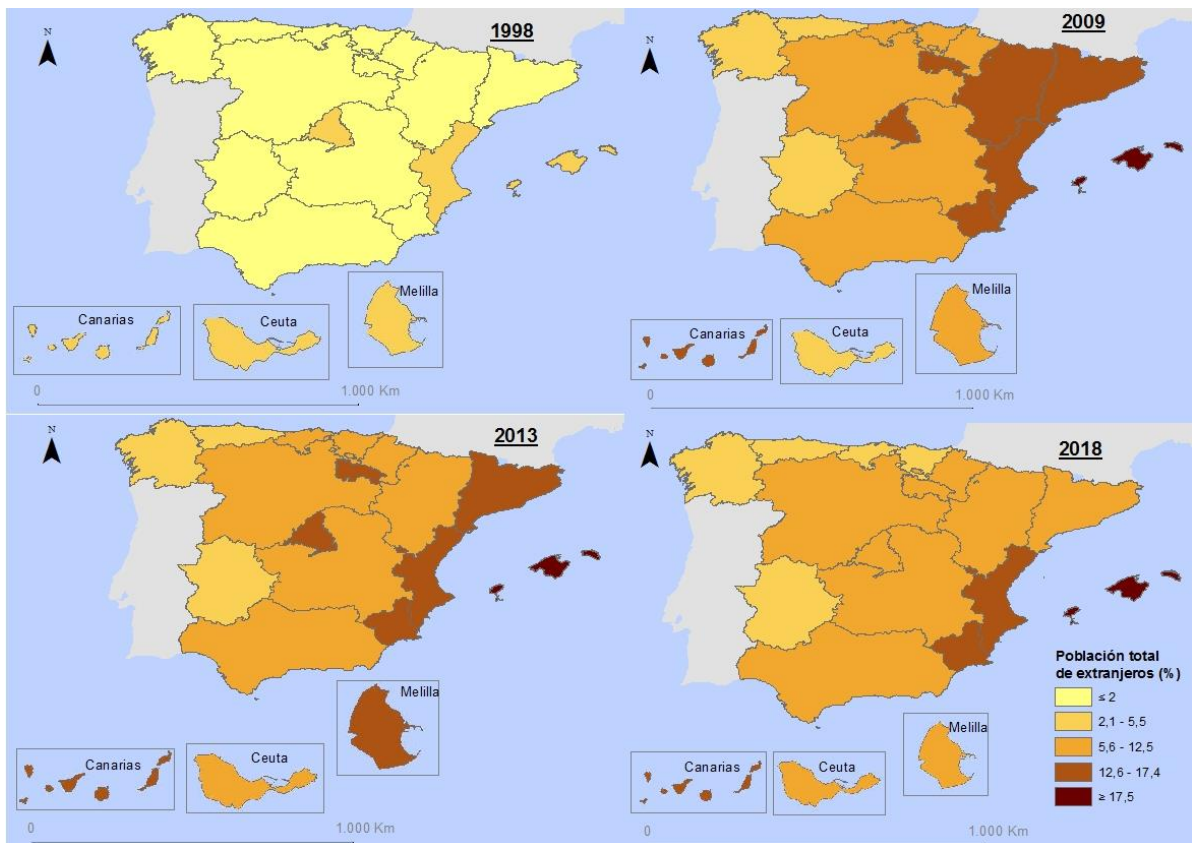 N
1998
Canarias
Ceuta
Melilla
0
1.000 Km
N
2009
Canarias
Ceuta
Melilla
0
1.000 Km
N
2013
Canarias
Ceuta
Melilla
0
1.000 Km
N
2018
Canarias
Ceuta
Melilla
0
1.000 Km
Población total
de extranjeros (%)
≤ 2
2,1 - 5,5
5,6 - 12,5
12,6 - 17,4
≥ 17,5